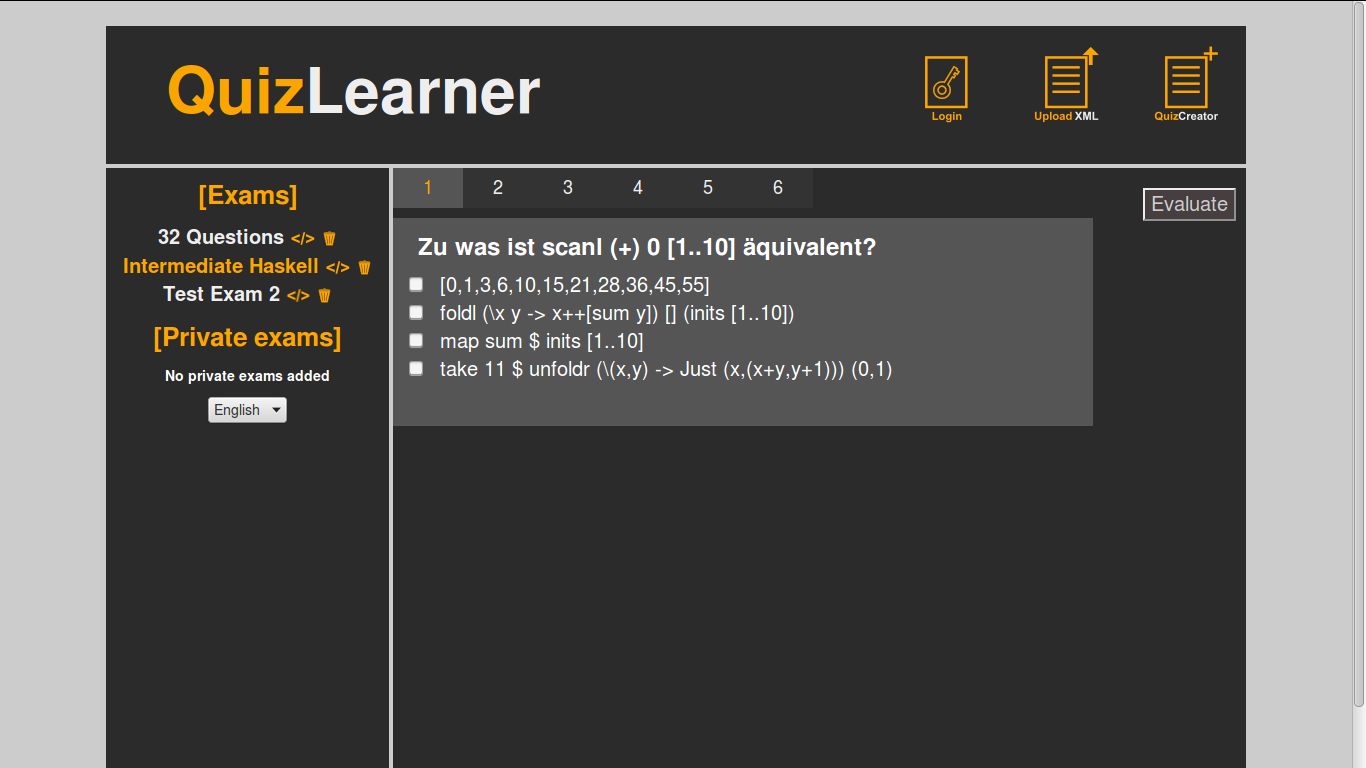 QuizLearner
Login
Upload XML
QuizCreator
[Exams]
32 Questions </>
Intermediate Haskell </>
Test Exam 2 </>
[Private exams]
No private exams added
English
1 2 3 4 5 6
Evaluate
Zu was ist scanl (+) 0 [1..10] äquivalent?
[0,1,3,6,10,15,21,28,36,45,55]
foldl (\x y -> x++[sum y]) [] (inits [1..10])
map sum $ inits [1..10]
take 11 $ unfoldr (\(x,y) -> Just (x,(x+y,y+1))) (0,1)